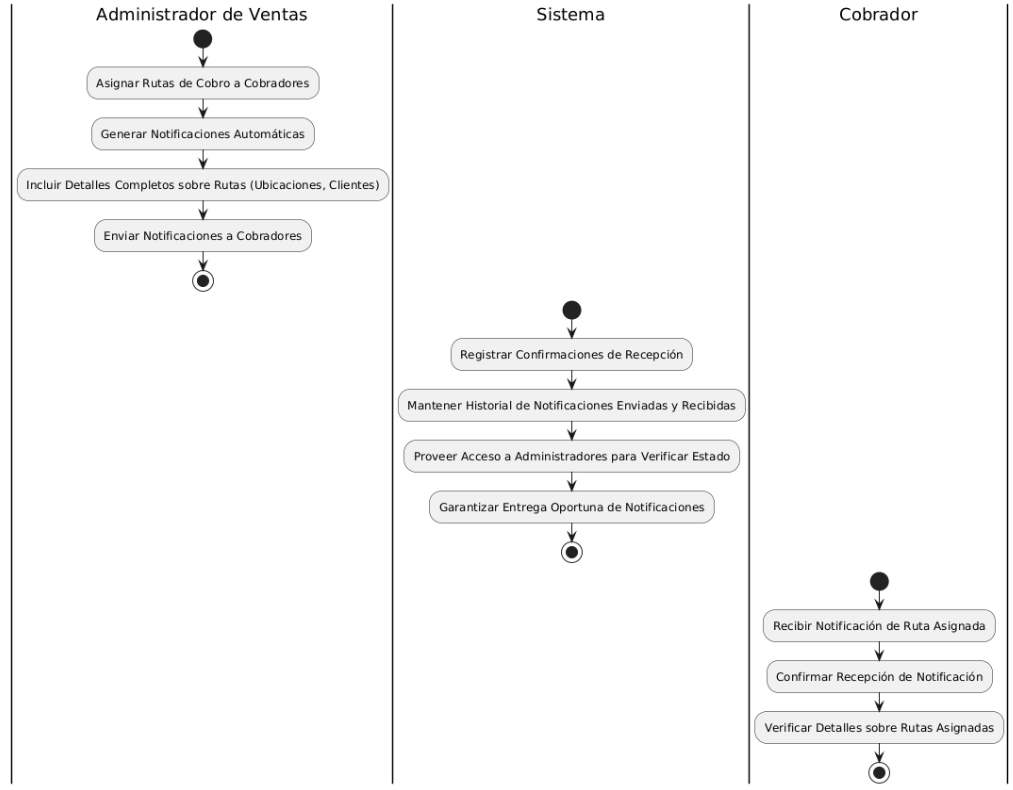 Administrador de Ventas
Sistema
Cobrador
Asignar Rutas de Cobro a Cobradores
Generar Notificaciones Automáticas
Incluir Detalles Completos sobre Rutas (Ubicaciones, Clientes)
Enviar Notificaciones a Cobradores
Registrar Confirmaciones de Recepción
Mantener Historial de Notificaciones Enviadas y Recibidas
Proveer Acceso a Administradores para Verificar Estado
Garantizar Entrega Oportuna de Notificaciones
Recibir Notificación de Ruta Asignada
Confirmar Recepción de Notificación
Verificar Detalles sobre Rutas Asignadas